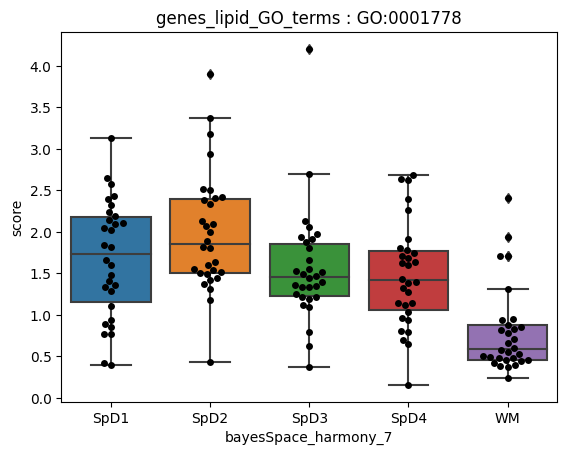 genes_lipid_GO_terms : GO:0001778
4.0
3.5
3.0
2.5
2.0
1.5
1.0
0.5
0.0
score
SpD1 SpD2 SpD3 SpD4 WM
bayesSpace_harmony_7